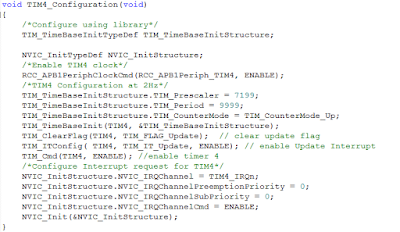 void TIM4_Configuration(void)
{
/*Configure using library*/
TIM_TimeBaseInitTypeDef TIM_TimeBaseInitStructure;
NVIC_InitTypeDef NVIC_InitStructure;
/*Enable TIM4 clock*/
RCC_APB1PeriphClockCmd(RCC_APB1Periph_TIM4, ENABLE);
/*TIM4 Configuration at 2Hz*/
TIM_TimeBaseInitStructure.TIM_Prescaler = 7199;
TIM_TimeBaseInitStructure.TIM_Period = 9999;
TIM_TimeBaseInitStructure.TIM_CounterMode = TIM_CounterMode_Up;
TIM_TimeBaseInit(TIM4, &TIM_TimeBaseInitStructure);
TIM_ClearFlag(TIM4, TIM_FLAG_Update); // clear update flag
TIM_ITConfig( TIM4, TIM_IT_Update, ENABLE); // enable Update Interrupt
TIM_Cmd(TIM4, ENABLE); //enable timer 4
/*Configure Interrupt request for TIM4*/
NVIC_InitStructure.NVIC_IRQChannel = TIM4_IRQn;
NVIC_InitStructure.NVIC_IRQChannelPreemptionPriority = 0;
NVIC_InitStructure.NVIC_IRQChannelSubPriority = 0;
NVIC_InitStructure.NVIC_IRQChannelCmd = ENABLE;
NVIC_Init(&NVIC_InitStructure);
}